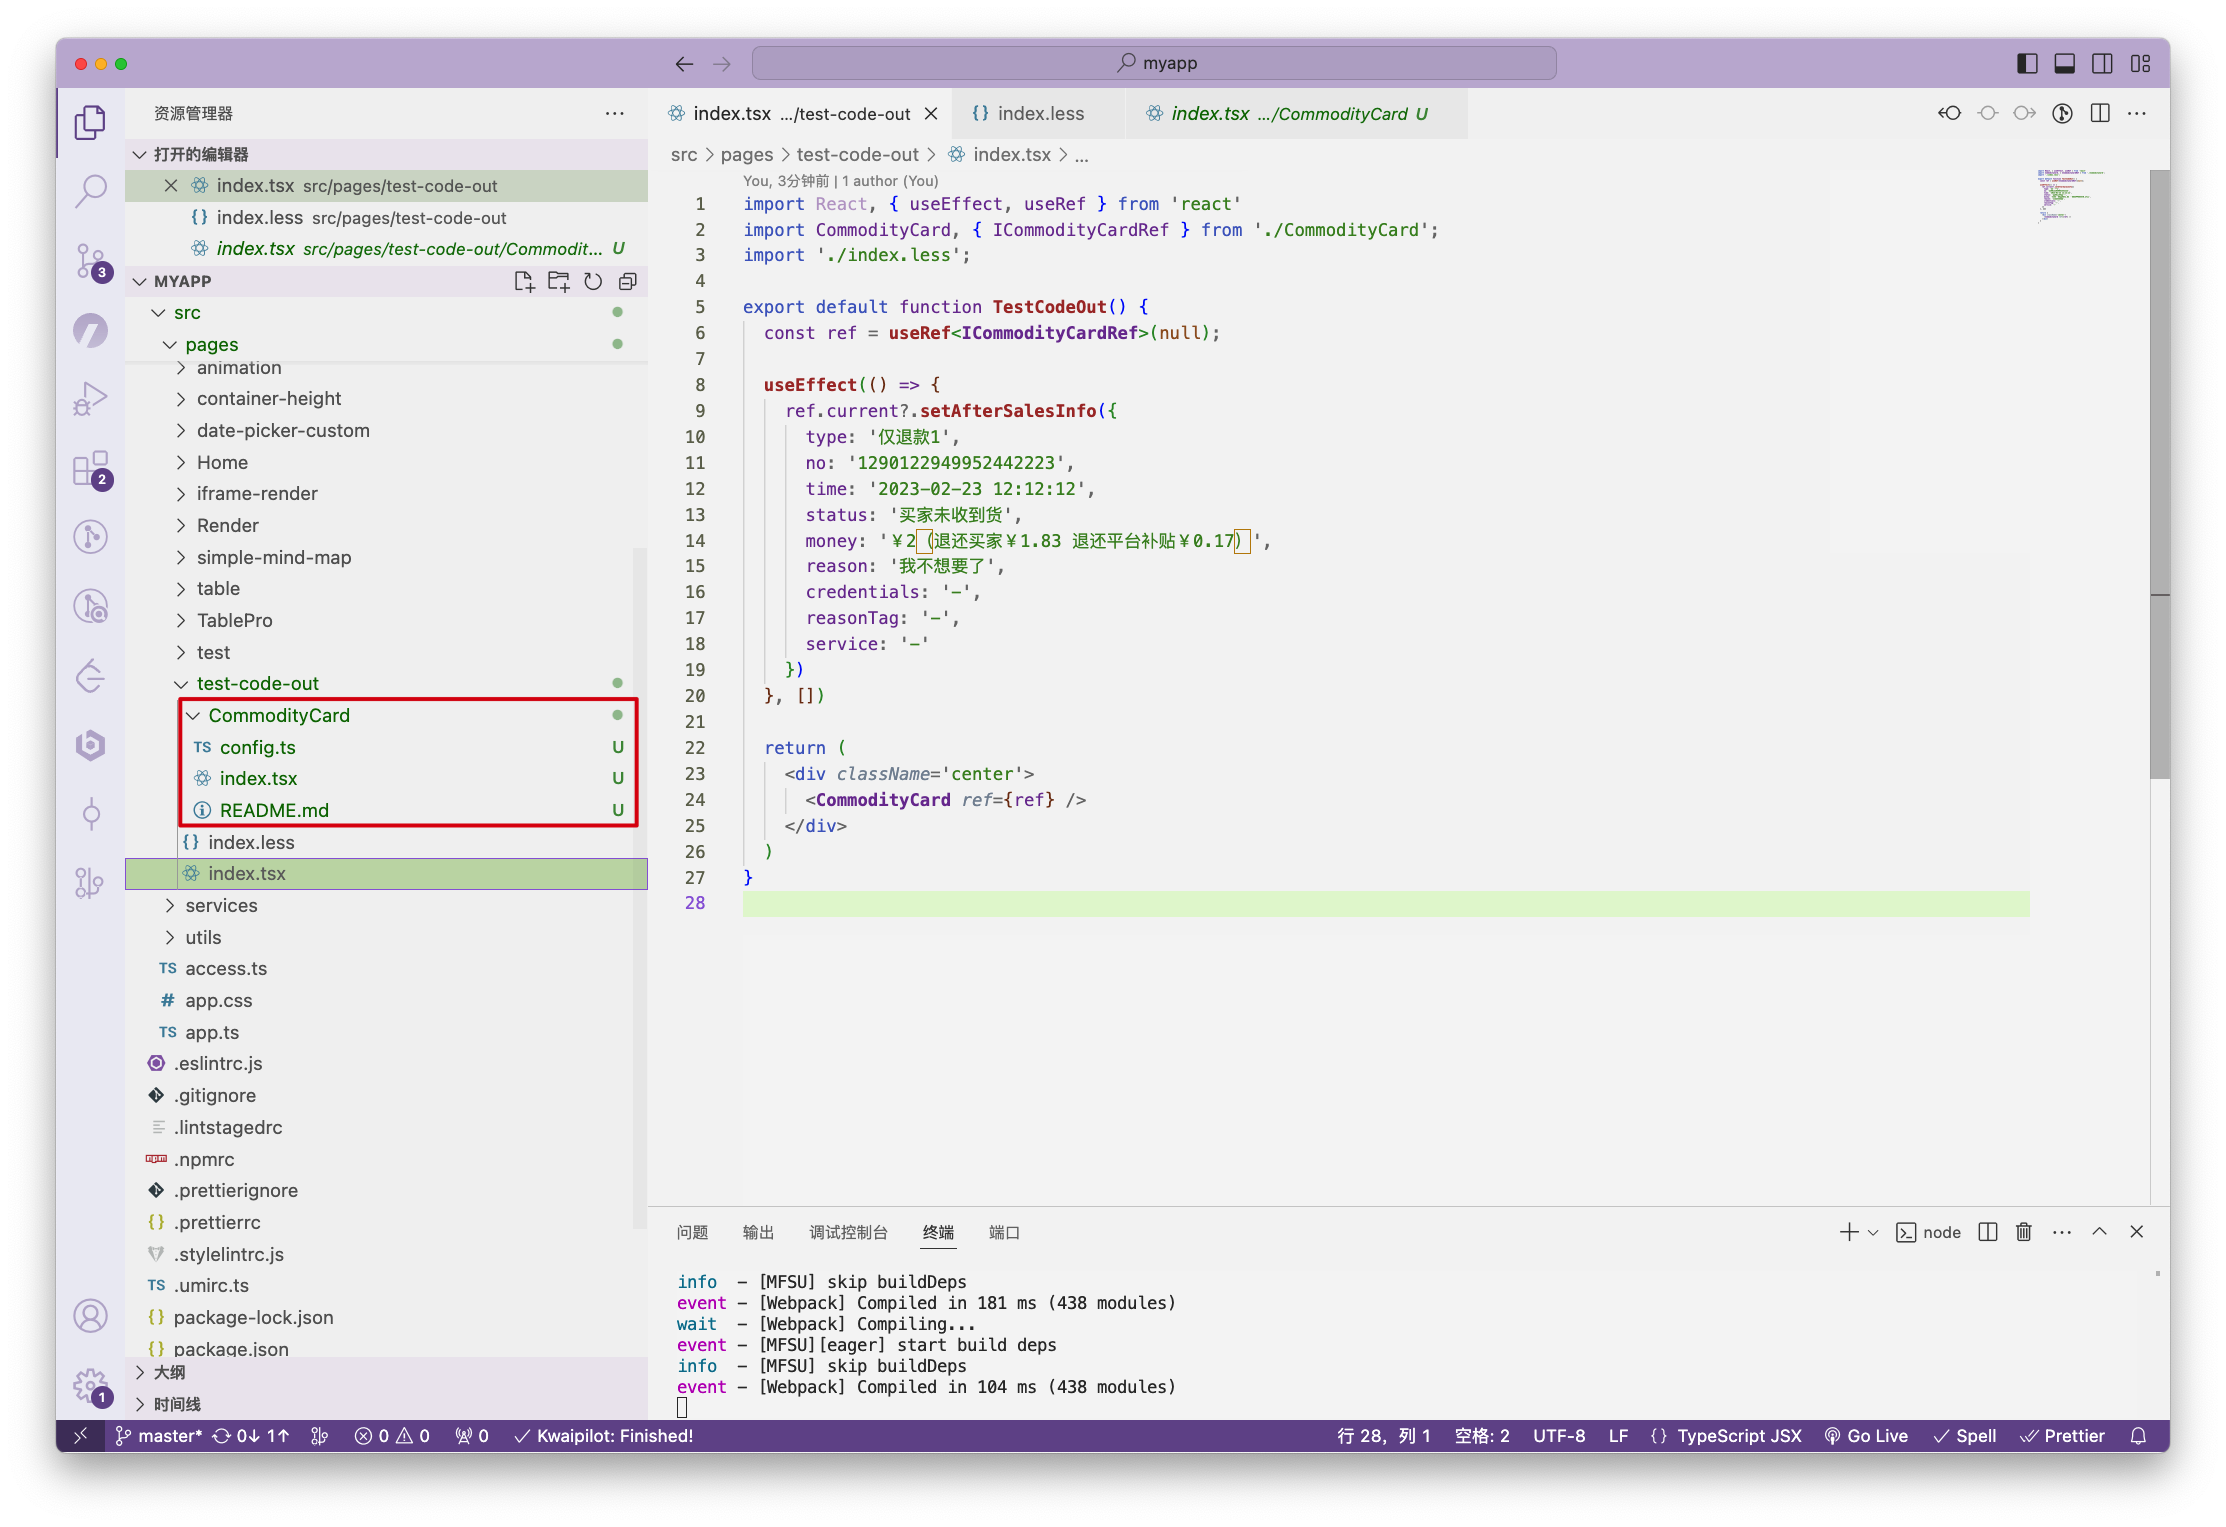 myapp
资源管理器
打开的编辑器
index.tsx src/pages/test-code-out
{} index.less src/pages/test-code-out
index.tsx src/pages/test-code-out/Commodit... U
MYAPP
src
pages
animation
container-height
date-picker-custom
Home
iframe-render
Render
simple-mind-map
table
TablePro
test
test-code-out
CommodityCard
TS config.ts U
index.tsx U
README.md U
{} index.less
index.tsx
services
utils
TS access.ts
# app.css
TS app.ts
.eslintrc.js
.gitignore
.lintstagedrc
.npmrc
.prettierignore
{} .prettierrc
.stylelintrc.js
TS .umirc.ts
{} package-lock.json
{} package.json
大纲
时间线
3
2
1
index.tsx .../test-code-out
{} index.less
index.tsx .../CommodityCard U
src > pages > test-code-out > index.tsx > ...
You, 3分钟前 | 1 author (You)
1 import React, { useEffect, useRef } from 'react'
2 import CommodityCard, { ICommodityCardRef } from './CommodityCard';
3 import './index.less';
4
5 export default function TestCodeOut() {
6 const ref = useRef<ICommodityCardRef>(null);
7
8 useEffect(() => {
9 ref.current?.setAfterSalesInfo({
10 type: '仅退款1',
11 no: '1290122949952442223',
12 time: '2023-02-23 12:12:12',
13 status: '买家未收到货',
14 money: '￥2（退还买家￥1.83 退还平台补贴￥0.17）',
15 reason: '我不想要了',
16 credentials: '-',
17 reasonTag: '-',
18 service: '-'
19 })
20 }, [])
21
22 return (
23 <div className='center'>
24 <CommodityCard ref={ref} />
25 </div>
26 )
27 }
28
问题 输出 调试控制台 终端 端口
node
info - [MFSU] skip buildDeps
event - [Webpack] Compiled in 181 ms (438 modules)
wait - [Webpack] Compiling...
event - [MFSU][eager] start build deps
info - [MFSU] skip buildDeps
event - [Webpack] Compiled in 104 ms (438 modules)
master* 0↓ 1↑ 0 0 0 Kwaipilot: Finished!
行 28，列 1 空格: 2 UTF-8 LF {} TypeScript JSX Go Live Spell Prettier